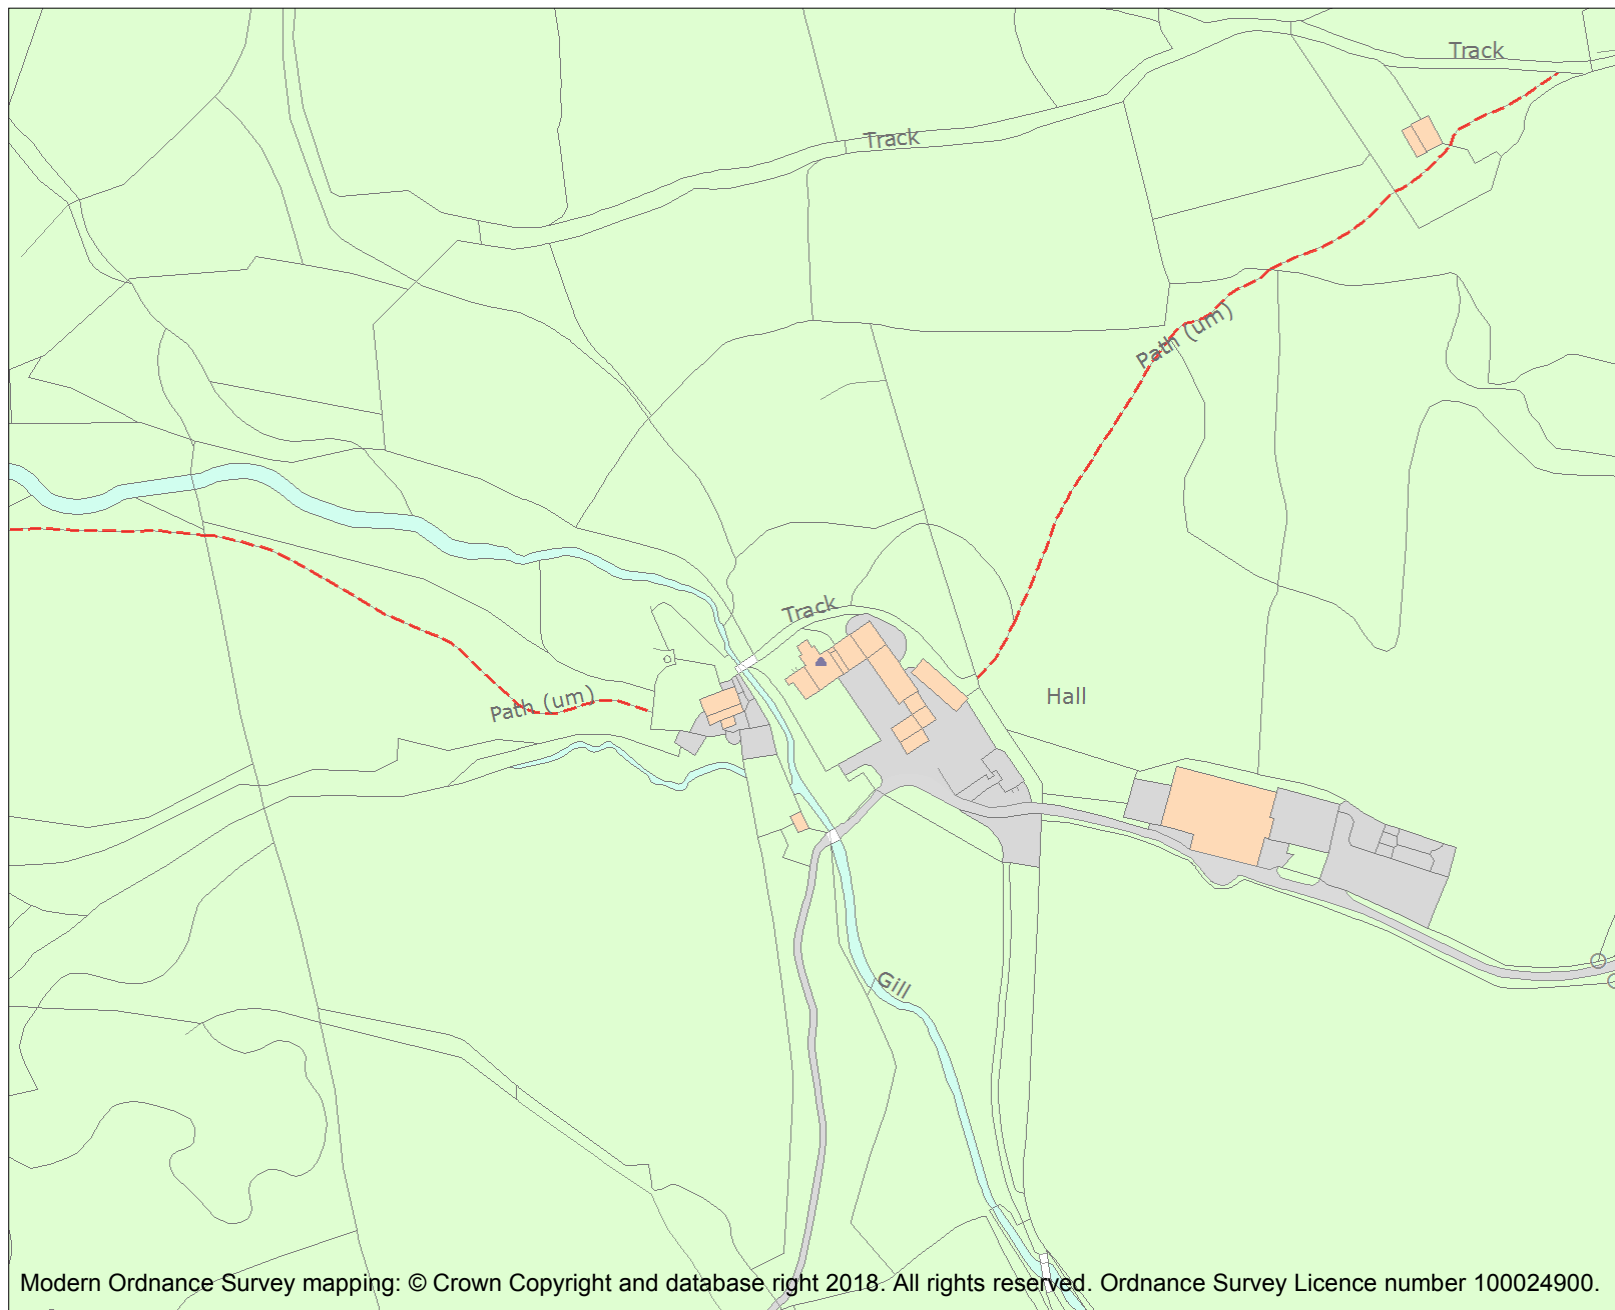 Track
Track
Path (um)
Track
Path (um)
Hall
Gill
Modern Ordnance Survey mapping: © Crown Copyright and database right 2018. All rights reserved. Ordnance Survey Licence number 100024900.